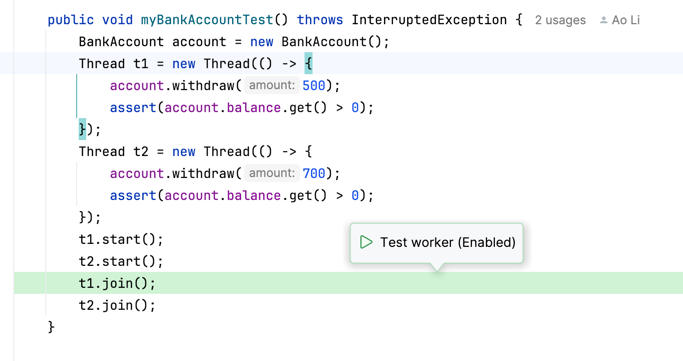 public void myBankAccountTest() throws InterruptedException { 2 usages Ao Li
BankAccount account = new BankAccount();
Thread t1 = new Thread(() -> {
account.withdraw( amount: 500);
assert(account.balance.get() > 0);
});
Thread t2 = new Thread(() -> {
account.withdraw( amount: 700);
assert(account.balance.get() > 0);
});
t1.start();
t2.start();
Test worker (Enabled)
t1.join();
t2.join();
}